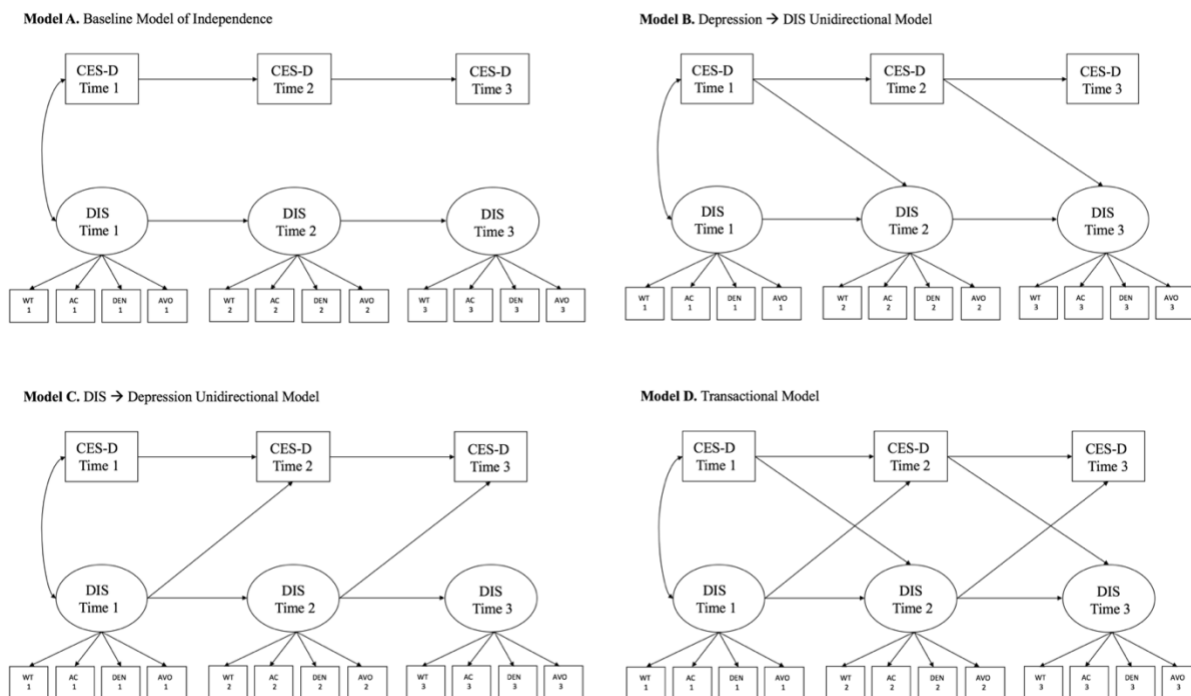 Model A. Baseline Model of Independence
CES-D
Time 1
CES-D
Time 2
CES-D
Time 3
DIS
Time 1
DIS
Time 2
DIS
Time 3
WT
1
AC
1
DEN
1
AVO
1
WT
2
AC
2
DEN
2
AVO
2
WT
3
AC
3
DEN
3
AVO
3
Model B. Depression → DIS Unidirectional Model
CES-D
Time 1
CES-D
Time 2
CES-D
Time 3
DIS
Time 1
DIS
Time 2
DIS
Time 3
WT
1
AC
1
DEN
1
AVO
1
WT
2
AC
2
DEN
2
AVO
2
WT
3
AC
3
DEN
3
AVO
3
Model C. DIS → Depression Unidirectional Model
CES-D
Time 1
CES-D
Time 2
CES-D
Time 3
DIS
Time 1
DIS
Time 2
DIS
Time 3
WT
1
AC
1
DEN
1
AVO
1
WT
2
AC
2
DEN
2
AVO
2
WT
3
AC
3
DEN
3
AVO
3
Model D. Transactional Model
CES-D
Time 1
CES-D
Time 2
CES-D
Time 3
DIS
Time 1
DIS
Time 2
DIS
Time 3
WT
1
AC
1
DEN
1
AVO
1
WT
2
AC
2
DEN
2
AVO
2
WT
3
AC
3
DEN
3
AVO
3